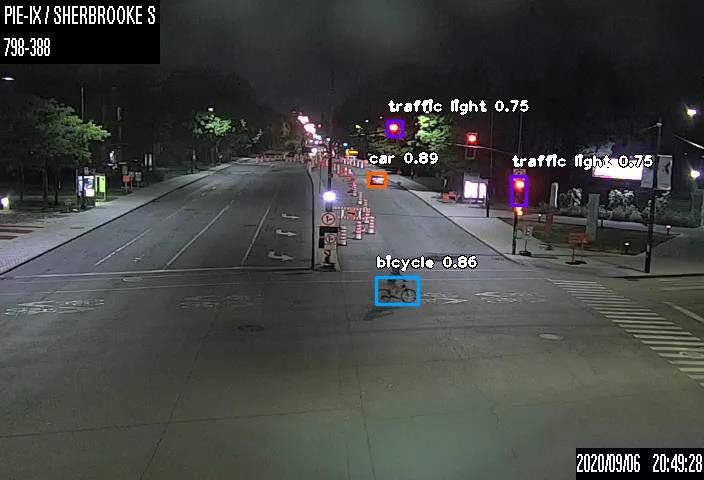 PIE-IX / SHERBROOKE S
798-388
traffic light 0.75
car 0.89
traffic light 0.75
bicycle 0.86
2020/09/06 20:49:28